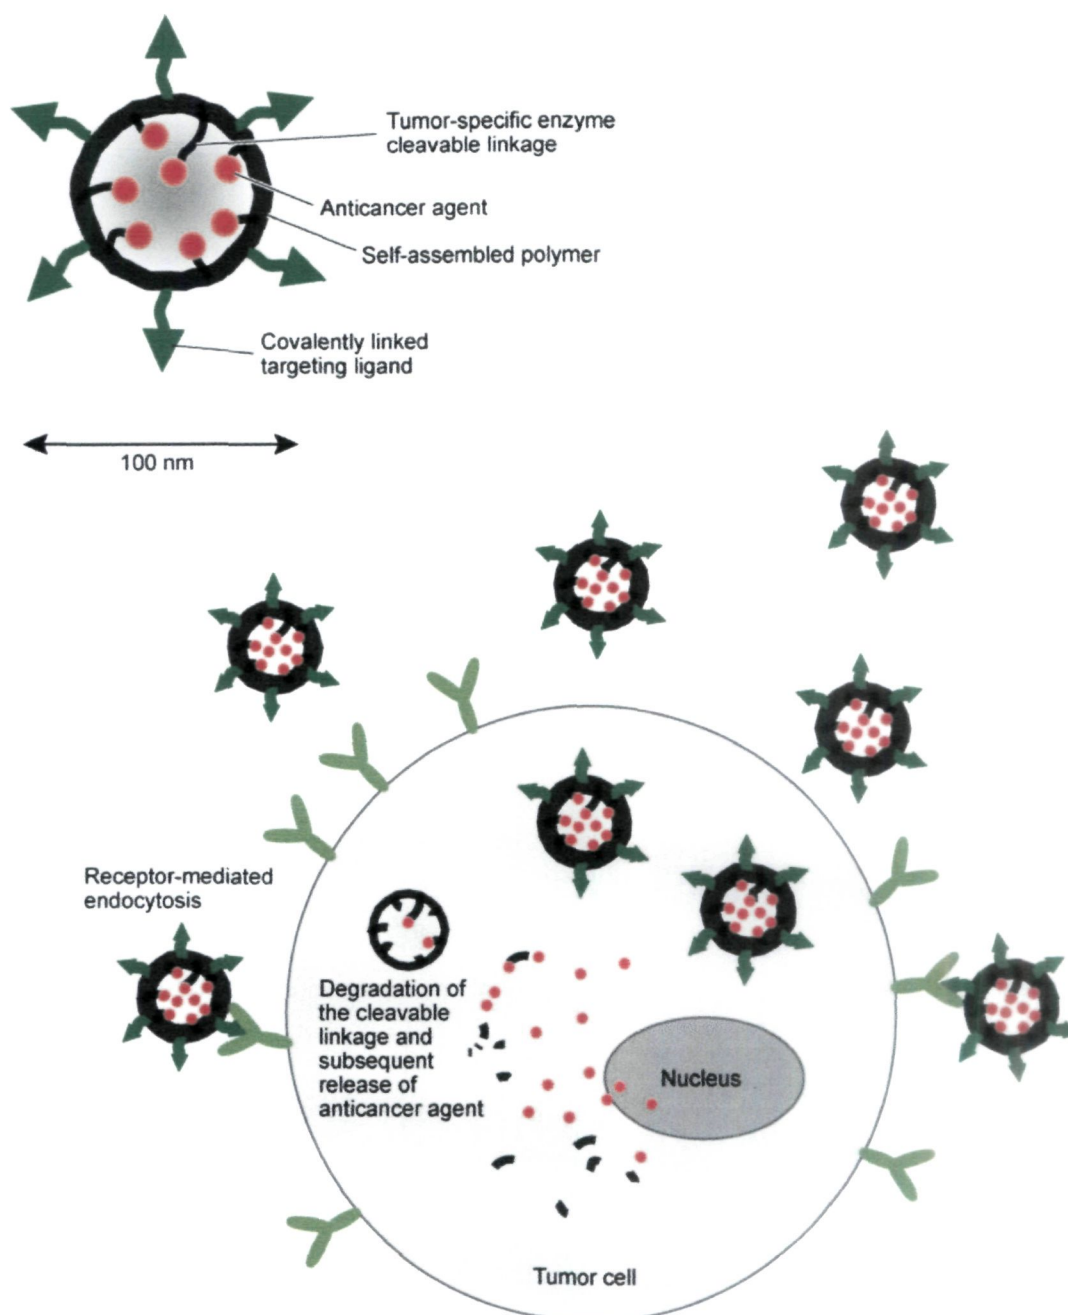 Tumor-specific enzyme
cleavable linkage
Anticancer agent
Self-assembled polymer
Covalently linked
targeting ligand
100 nm
Receptor-mediated
endocytosis
Degradation of
the cleavable
linkage and
subsequent
release of
anticancer agent
Nucleus
Tumor cell